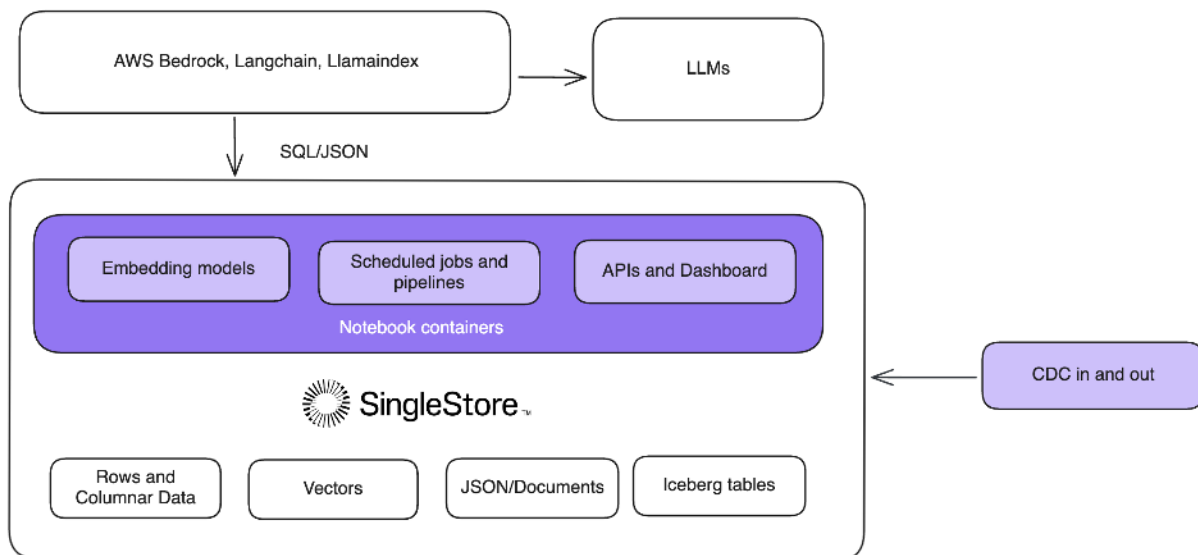 AWS Bedrock, Langchain, Llamaindex
LLMs
SQL/JSON
Embedding models
Scheduled jobs and
pipelines
APIs and Dashboard
Notebook containers
CDC in and out
SingleStore™
Rows and
Columnar Data
Vectors
JSON/Documents
Iceberg tables